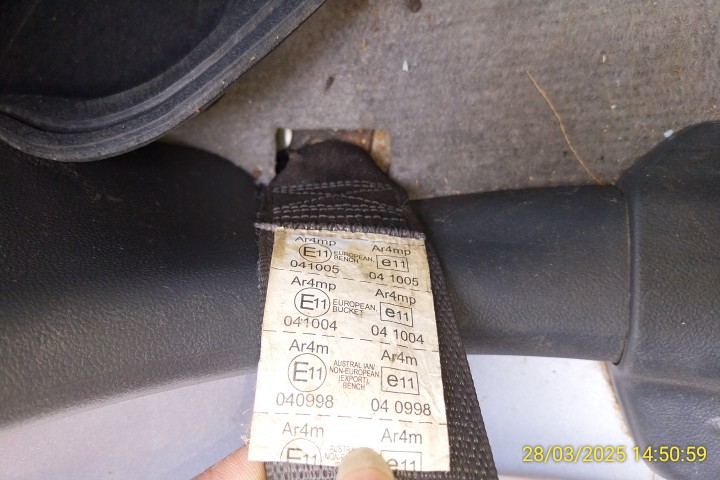 Ar4mp Ar4mp
E11 EUROPEAN, BENCH e11
041005 04 1005
Ar4mp Ar4mp
E11 EUROPEAN, BUCKET e11
041004 04 1004
Ar4m Ar4m
E11 AUSTRALIAN/ NON-EUROPEAN (EXPORT), BENCH e11
040998 04 0998
Ar4m Ar4m
E11 e11
28/03/2025 14:50:59